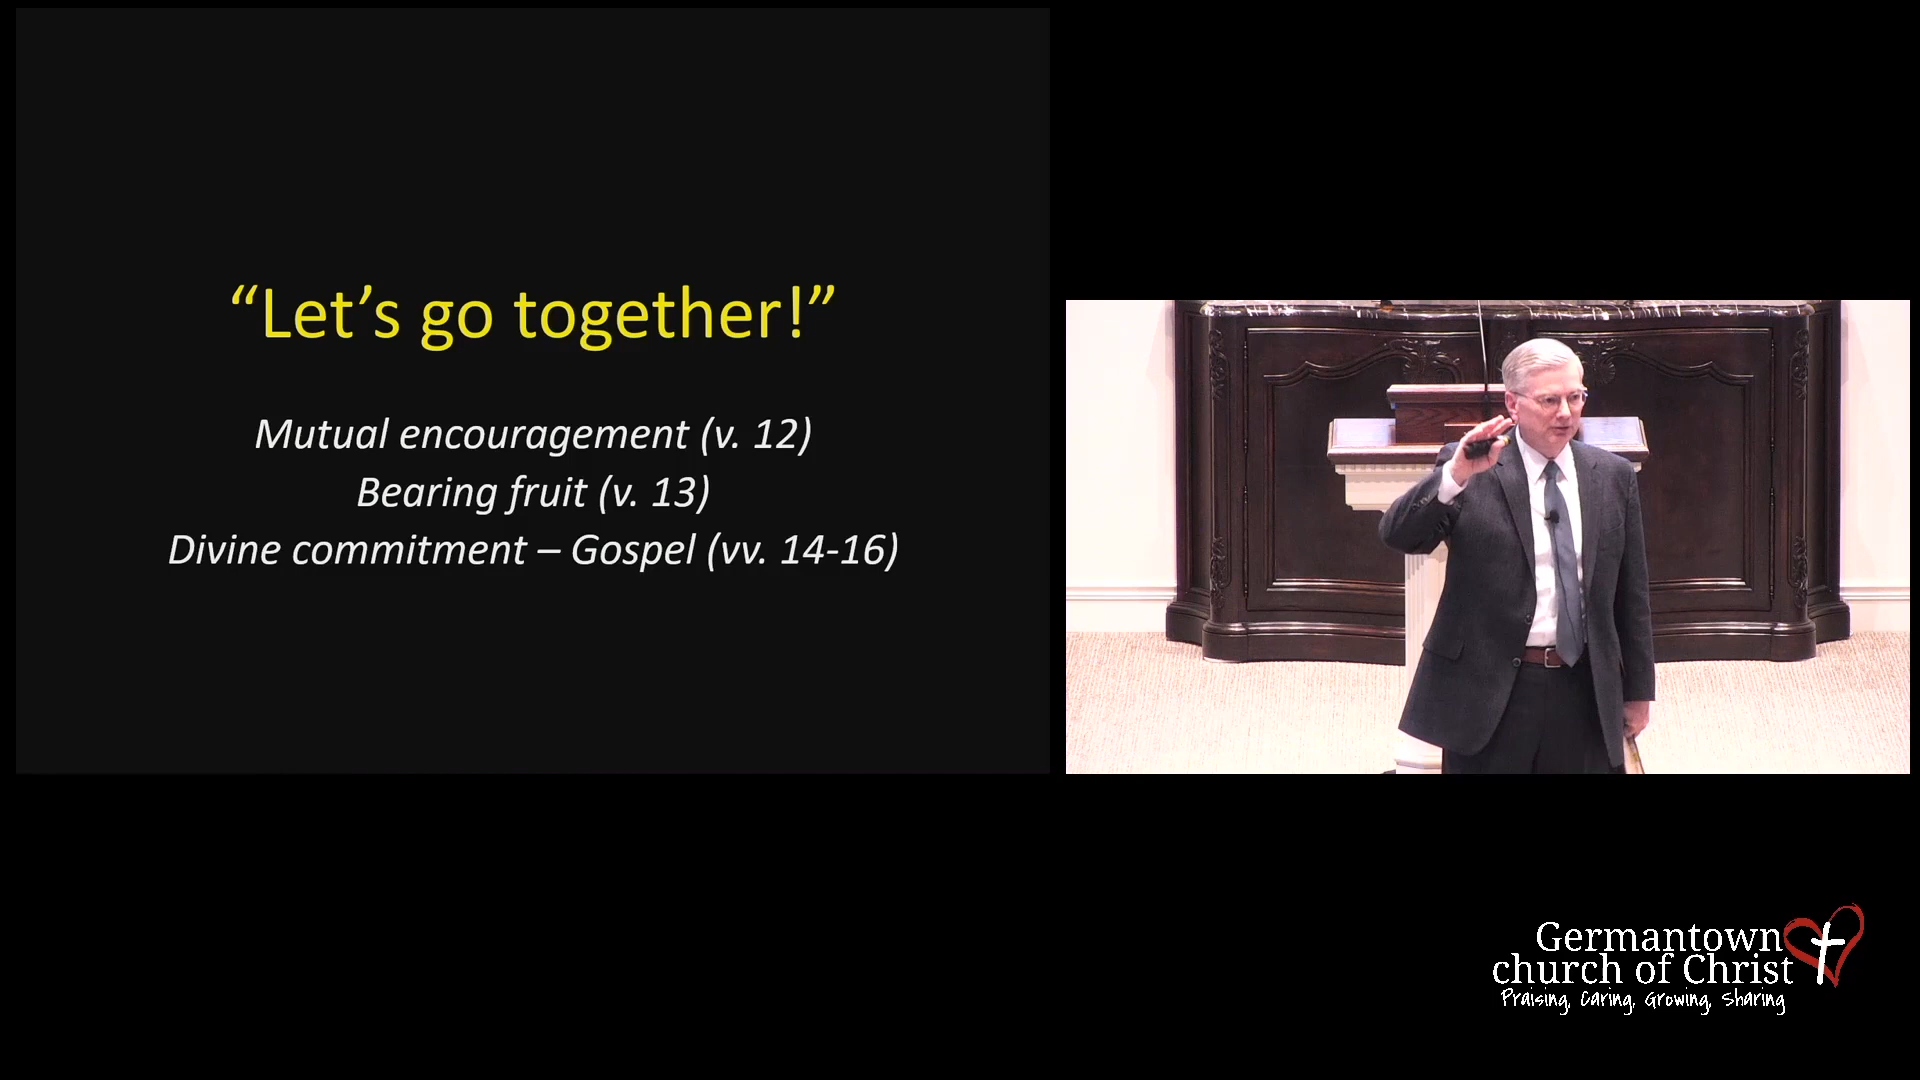 “Let’s go together!”
Mutual encouragement (v. 12)
Bearing fruit (v. 13)
Divine commitment – Gospel (vv. 14-16)
Germantown
church of Christ
Praising, Caring, Growing, Sharing